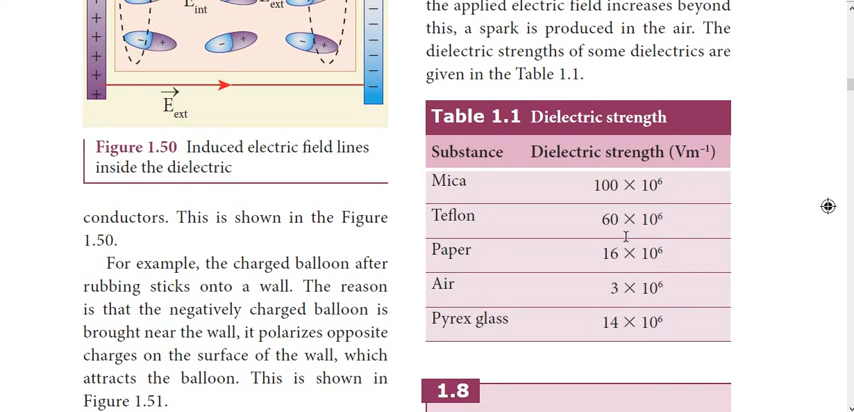 E int
E ext
E ext
Figure 1.50 Induced electric field lines
inside the dielectric
conductors. This is shown in the Figure
1.50.
For example, the charged balloon after
rubbing sticks onto a wall. The reason
is that the negatively charged balloon is
brought near the wall, it polarizes opposite
charges on the surface of the wall, which
attracts the balloon. This is shown in
Figure 1.51.
the applied electric field increases beyond
this, a spark is produced in the air. The
dielectric strengths of some dielectrics are
given in the Table 1.1.
Table 1.1 Dielectric strength
Substance Dielectric strength (Vm⁻¹)
Mica 100 × 10⁶
Teflon 60 × 10⁶
Paper 16 × 10⁶
Air 3 × 10⁶
Pyrex glass 14 × 10⁶
1.8